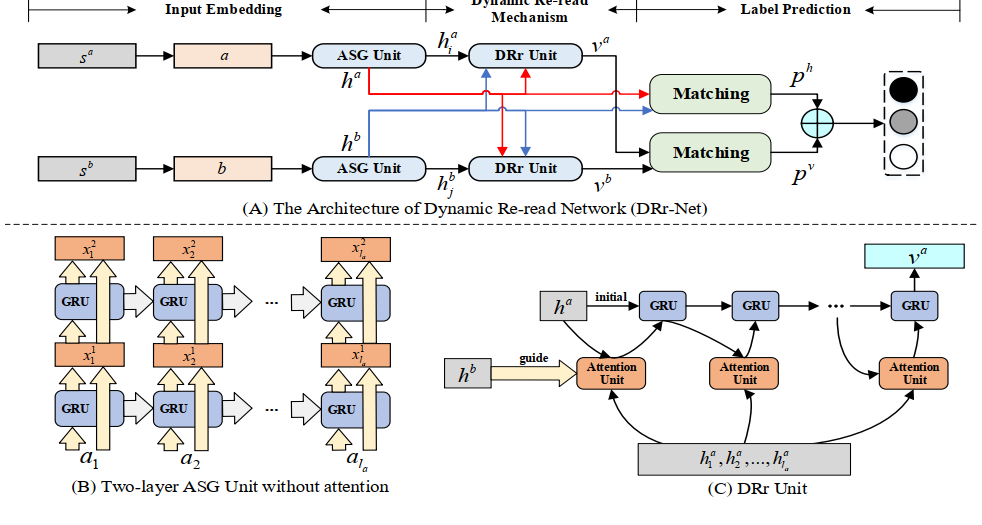 Input Embedding
Dynamic Re-read
Mechanism
Label Prediction
s^a
a
ASG Unit
h_i^a
DRr Unit
v^a
h^a
Matching
p^h
h^b
Matching
p^v
s^b
b
ASG Unit
h_j^b
DRr Unit
v^b
(A) The Architecture of Dynamic Re-read Network (DRr-Net)
x_1^2
x_2^2
x_{l_a}^2
GRU
GRU
...
GRU
x_1^1
x_2^1
x_{l_a}^1
GRU
GRU
...
GRU
a_1
a_2
a_{l_a}
(B) Two-layer ASG Unit without attention
v^a
h^a
initial
GRU
GRU
...
GRU
h^b
guide
Attention
Unit
Attention
Unit
Attention
Unit
h_1^a, h_2^a, ..., h_{l_a}^a
(C) DRr Unit